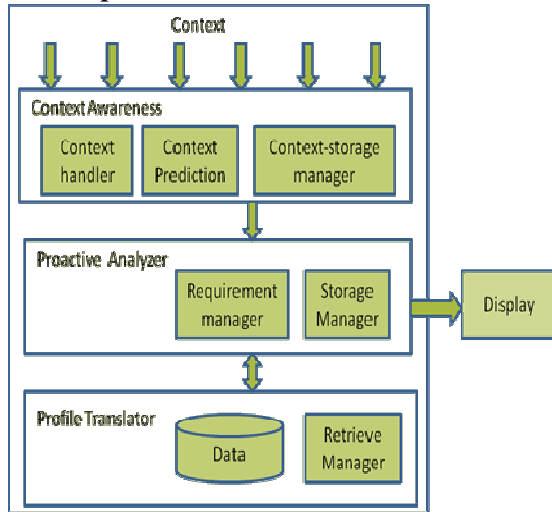 Context
Context Awareness
Context
handler
Context
Prediction
Context-storage
manager
Proactive Analyzer
Requirement
manager
Storage
Manager
Display
Profile Translator
Data
Retrieve
Manager